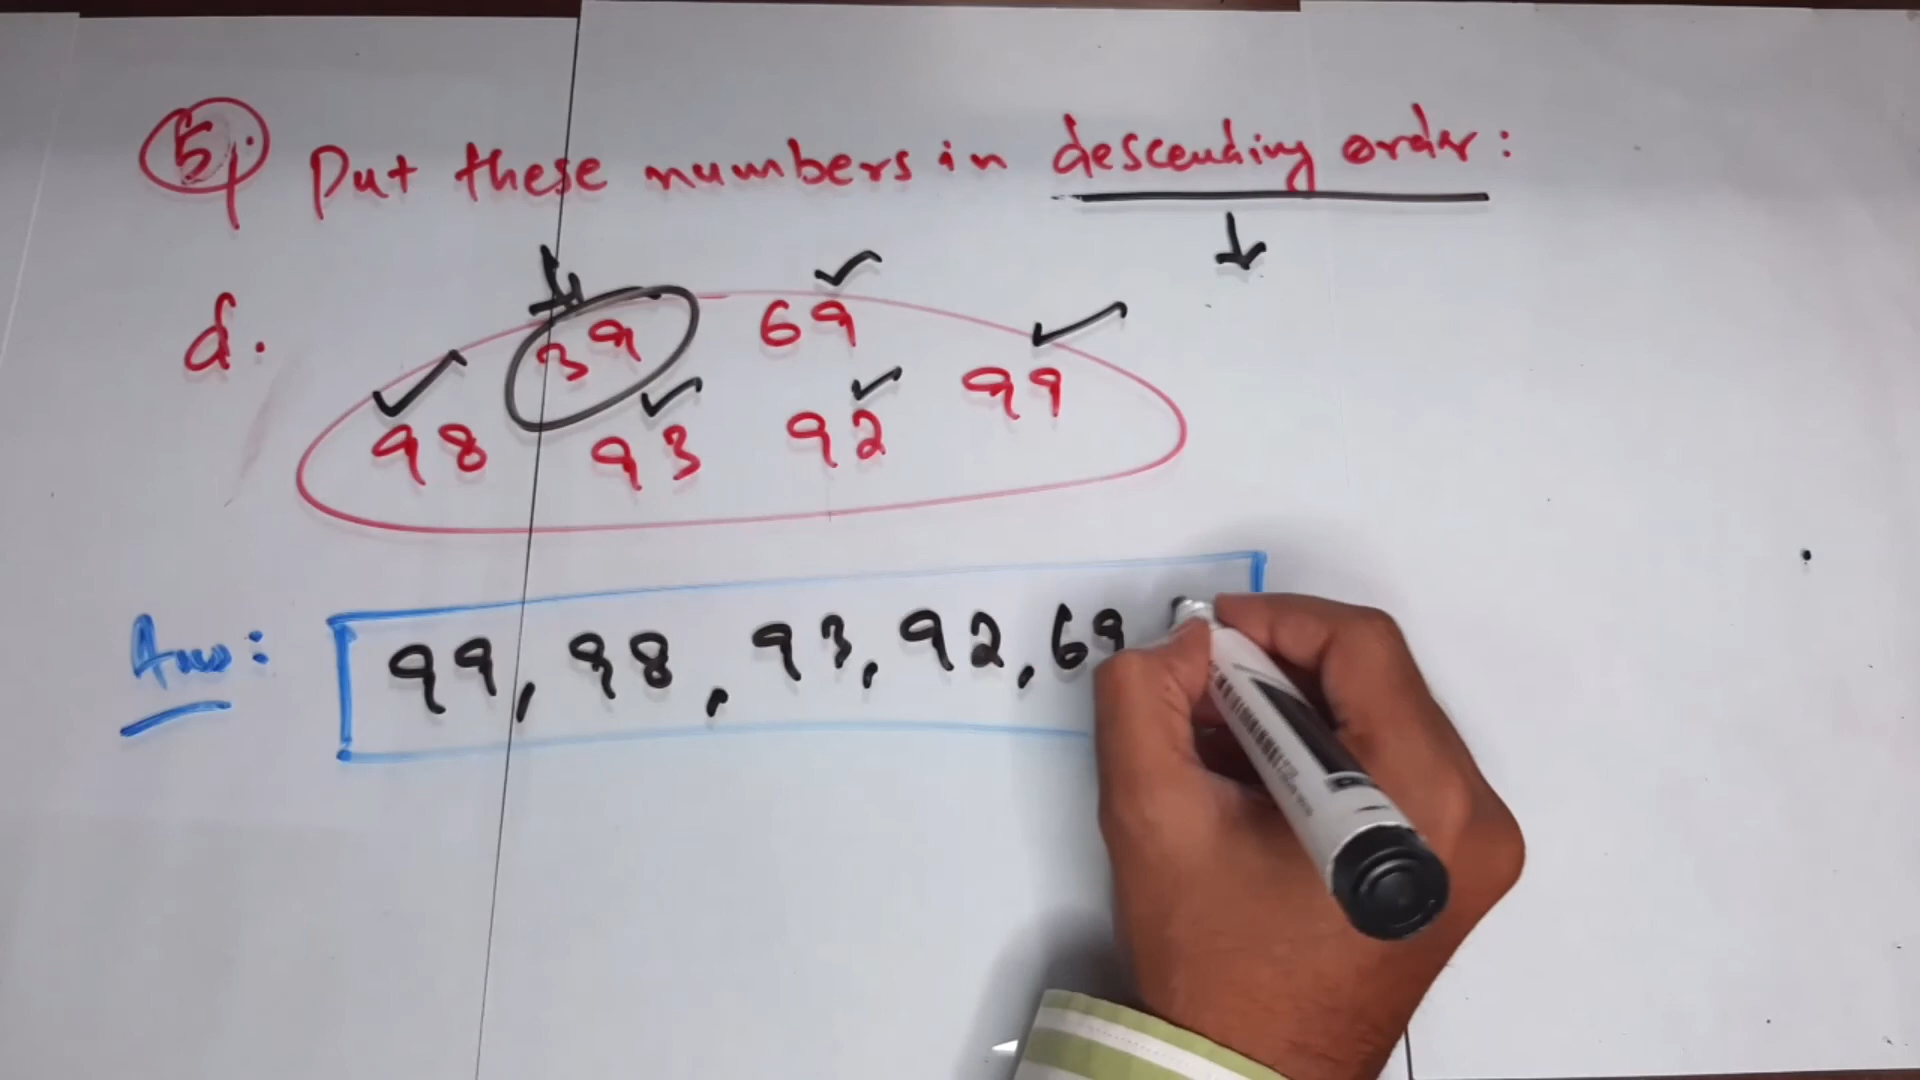 5. Put these numbers in descending order:
d.
39 69
98 93 92 99
Ans: 99, 98, 93, 92, 69